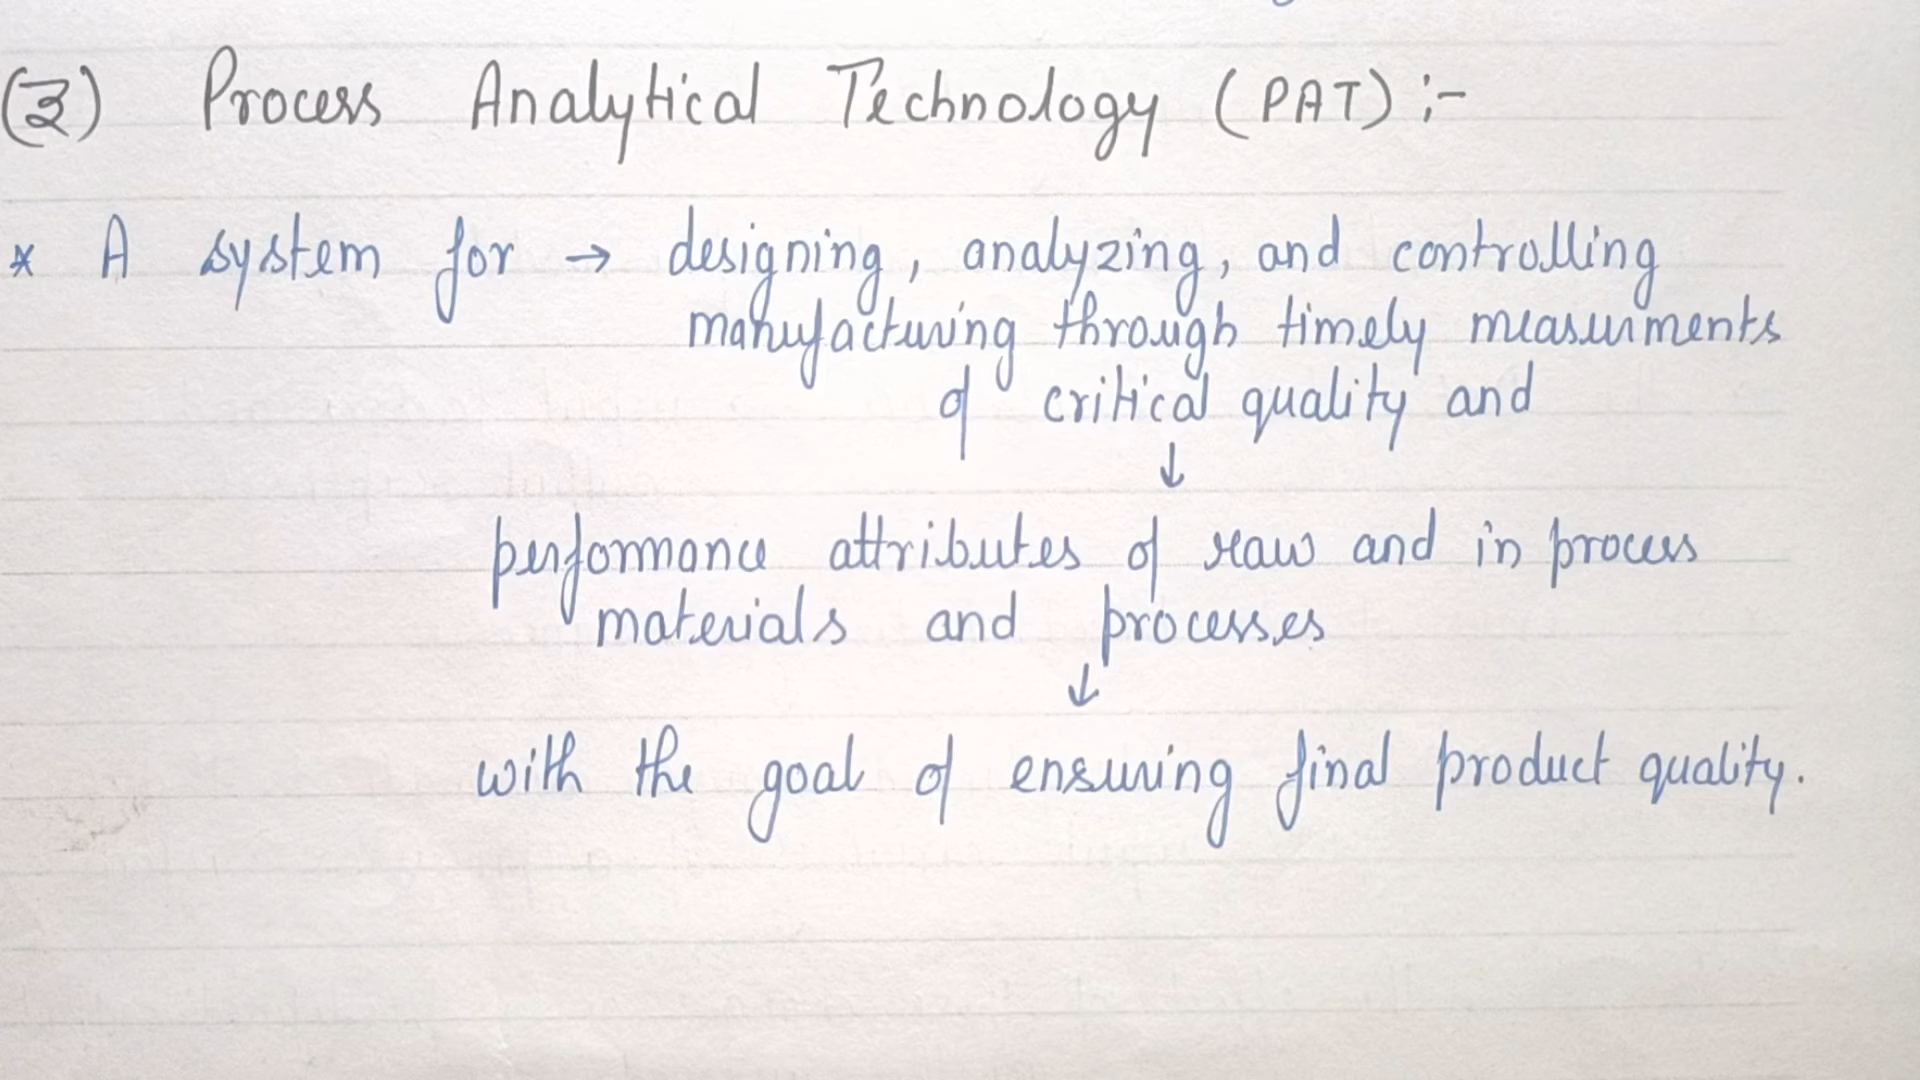 (3) Process Analytical Technology (PAT) :-
* A system for → designing, analyzing, and controlling
manufacturing through timely measurments
of critical quality and
↓
performance attributes of raw and in process
materials and processes
↓
with the goal of ensuring final product quality.